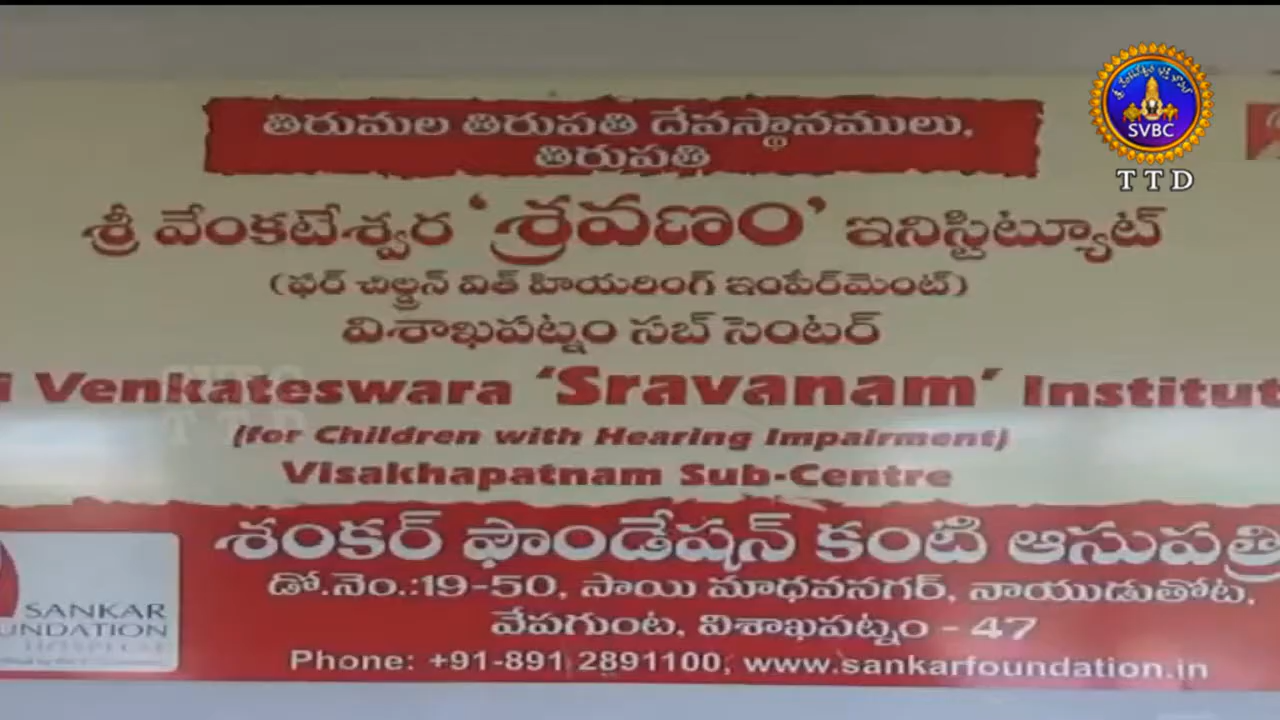 తిరుమల తిరుపతి దేవస్థానములు,
తిరుపతి
శ్రీ వేంకటేశ్వర 'శ్రవణం' ఇనిస్టిట్యూట్
(ఫర్ చిల్డ్రన్ విత్ హియరింగ్ ఇంపేర్‌మెంట్)
విశాఖపట్నం సబ్ సెంటర్
i Venkateswara 'Sravanam' Institut
(for Children with Hearing Impairment)
Visakhapatnam Sub-Centre
శంకర్ ఫౌండేషన్ కంటి ఆసుపత్రి
డో.నెం.:19-50, సాయి మాధవనగర్, నాయుడుతోట,
వేపగుంట, విశాఖపట్నం - 47
Phone: +91-891 2891100, www.sankarfoundation.in
SANKAR
UNDATION
SVBC
TTD